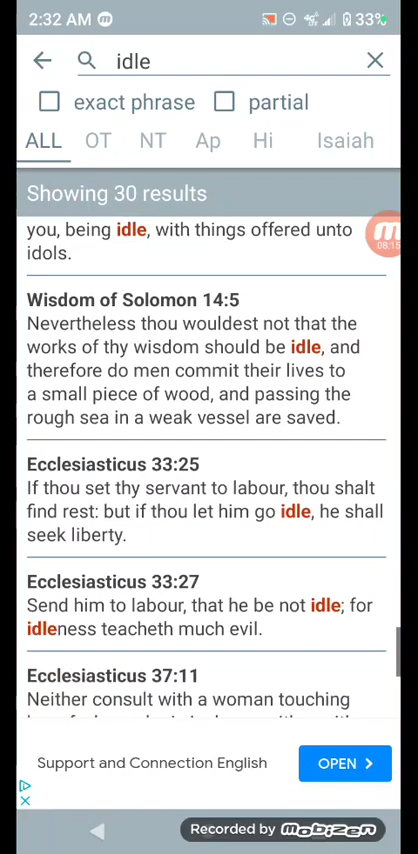 2:32 AM
33%
idle
exact phrase partial
ALL OT NT Ap Hi Isaiah
Showing 30 results
you, being idle, with things offered unto
idols.
08:15
Wisdom of Solomon 14:5
Nevertheless thou wouldest not that the
works of thy wisdom should be idle, and
therefore do men commit their lives to
a small piece of wood, and passing the
rough sea in a weak vessel are saved.
Ecclesiasticus 33:25
If thou set thy servant to labour, thou shalt
find rest: but if thou let him go idle, he shall
seek liberty.
Ecclesiasticus 33:27
Send him to labour, that he be not idle; for
idleness teacheth much evil.
Ecclesiasticus 37:11
Neither consult with a woman touching
Support and Connection English
OPEN
Recorded by mobizen